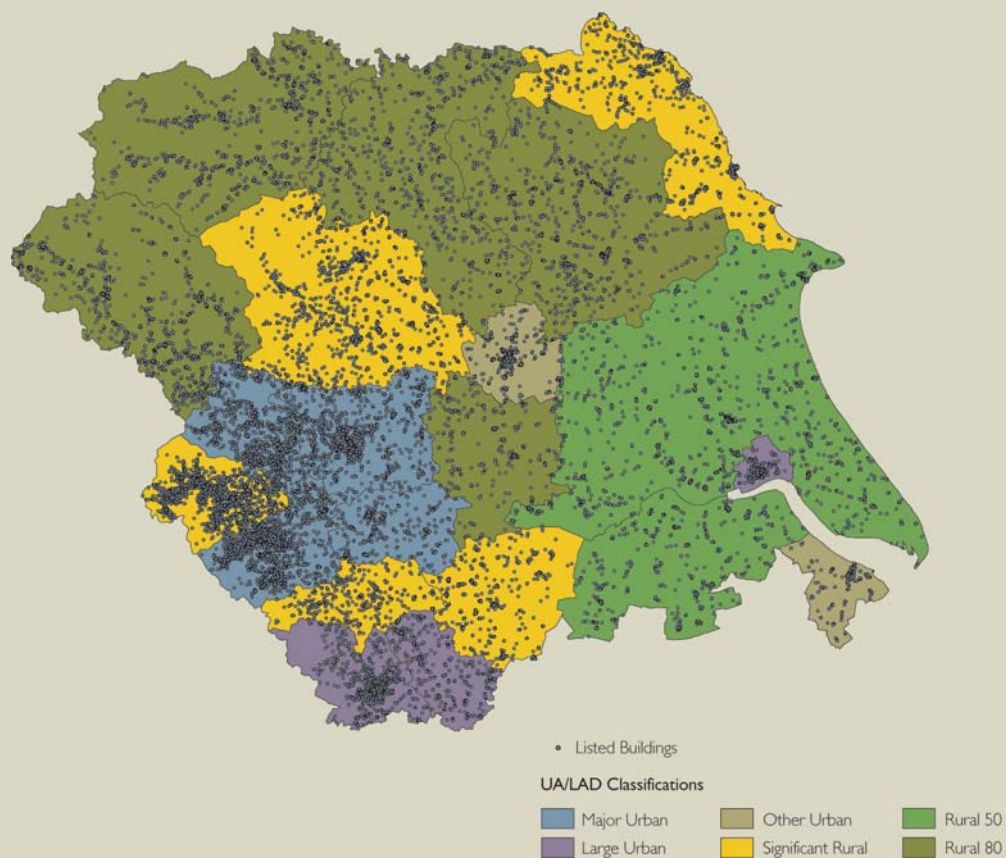 Listed Buildings
UA/LAD Classifications
Major Urban
Other Urban
Rural 50
Large Urban
Significant Rural
Rural 80